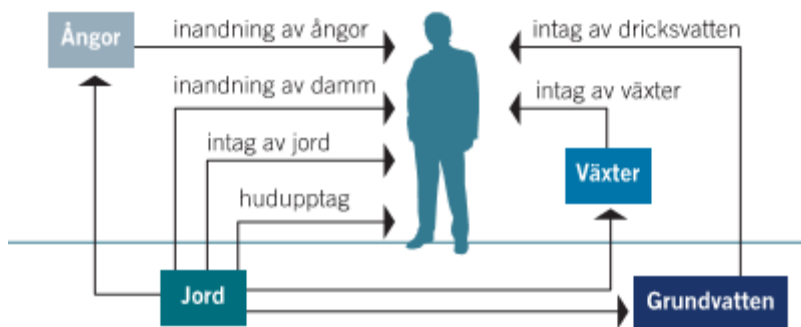 Ångor
inandning av ångor
intag av dricksvatten
inandning av damm
intag av växter
intag av jord
Växter
hudupptag
Jord
Grundvatten